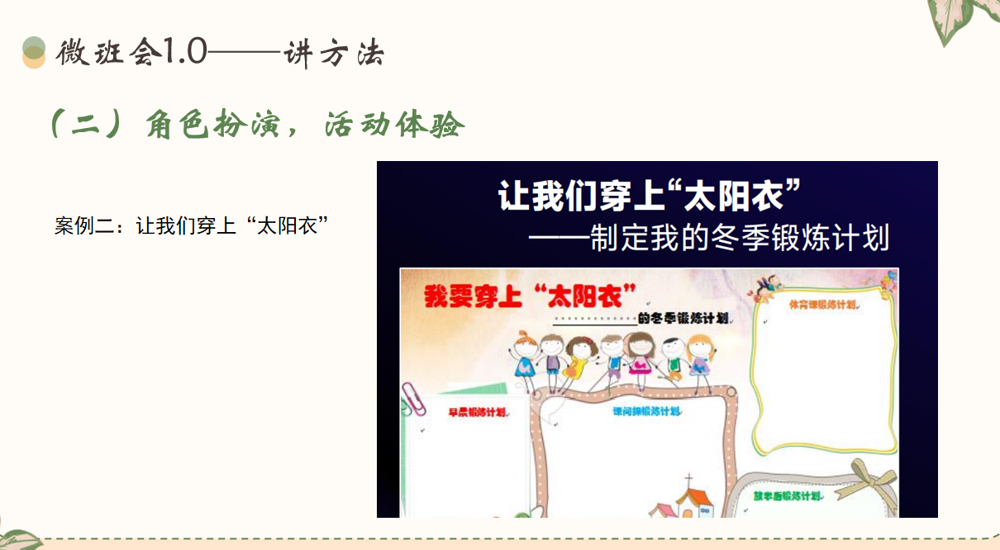 微班会1.0——讲方法
（二）角色扮演，活动体验
案例二：让我们穿上“太阳衣”
让我们穿上“太阳衣”
——制定我的冬季锻炼计划
我要穿上“太阳衣”
的冬季锻炼计划
体育课锻炼计划
早晨锻炼计划
课间操锻炼计划
放学后锻炼计划